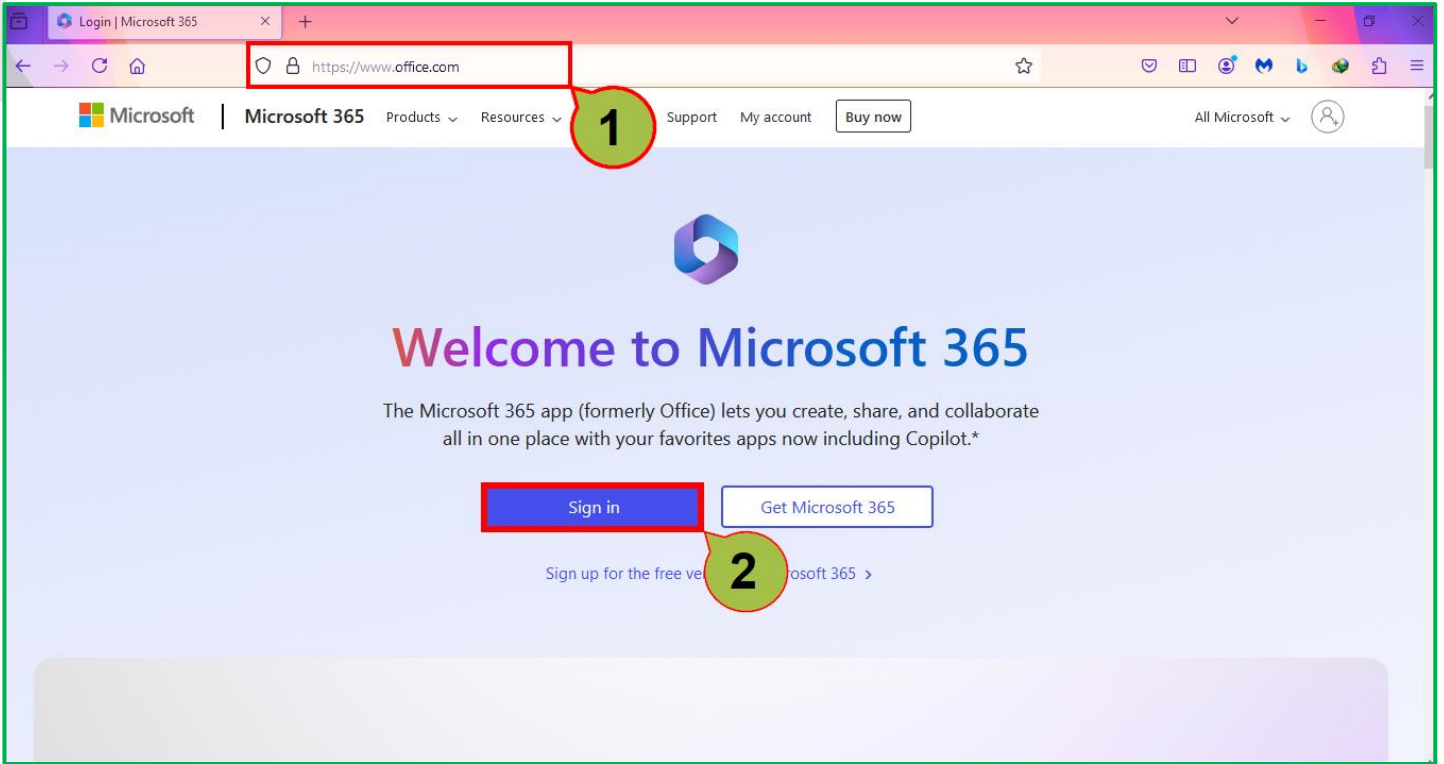 Login | Microsoft 365
https://www.office.com
Microsoft Microsoft 365 Products Resources Support My account Buy now All Microsoft
1
Welcome to Microsoft 365
The Microsoft 365 app (formerly Office) lets you create, share, and collaborate
all in one place with your favorites apps now including Copilot.*
Sign in Get Microsoft 365
Sign up for the free 365
2